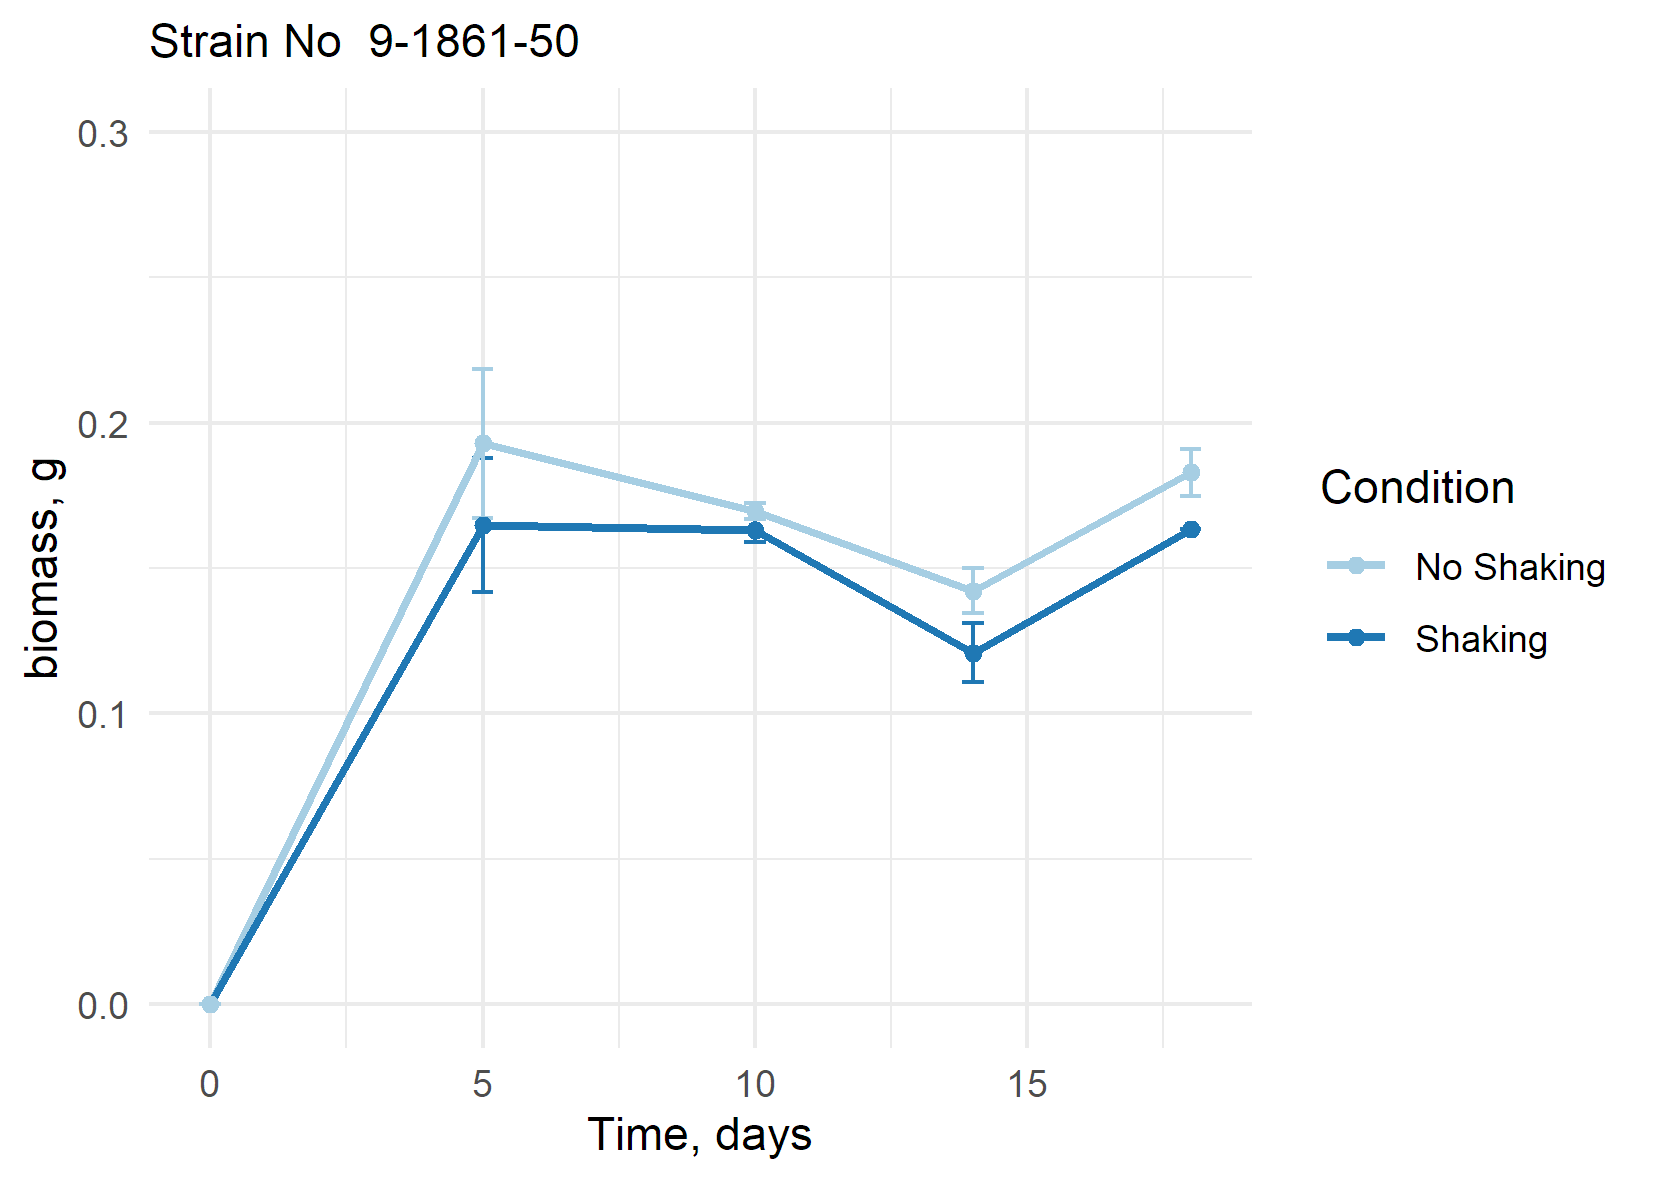 Strain No  9-1861-50
0.3
0.2
0.1
0.0
biomass, g
0 5 10 15
Time, days
Condition
No Shaking
Shaking